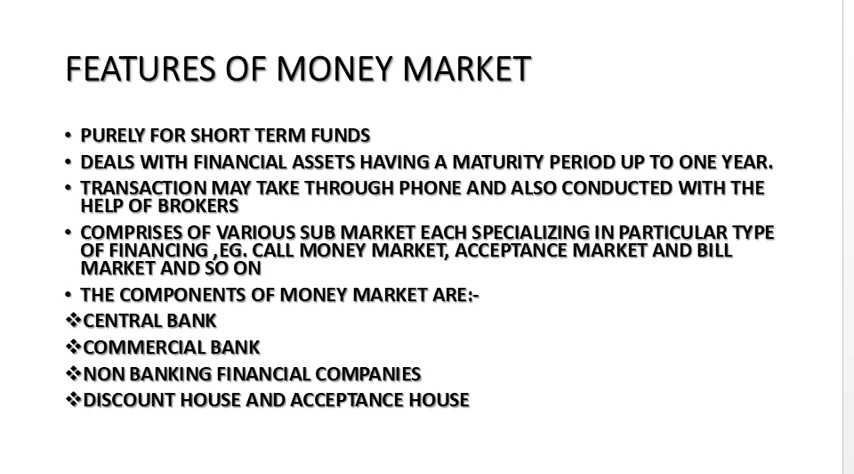 FEATURES OF MONEY MARKET
• PURELY FOR SHORT TERM FUNDS
• DEALS WITH FINANCIAL ASSETS HAVING A MATURITY PERIOD UP TO ONE YEAR.
• TRANSACTION MAY TAKE THROUGH PHONE AND ALSO CONDUCTED WITH THE
HELP OF BROKERS
• COMPRISES OF VARIOUS SUB MARKET EACH SPECIALIZING IN PARTICULAR TYPE
OF FINANCING ,EG. CALL MONEY MARKET, ACCEPTANCE MARKET AND BILL
MARKET AND SO ON
• THE COMPONENTS OF MONEY MARKET ARE:-
❖CENTRAL BANK
❖COMMERCIAL BANK
❖NON BANKING FINANCIAL COMPANIES
❖DISCOUNT HOUSE AND ACCEPTANCE HOUSE